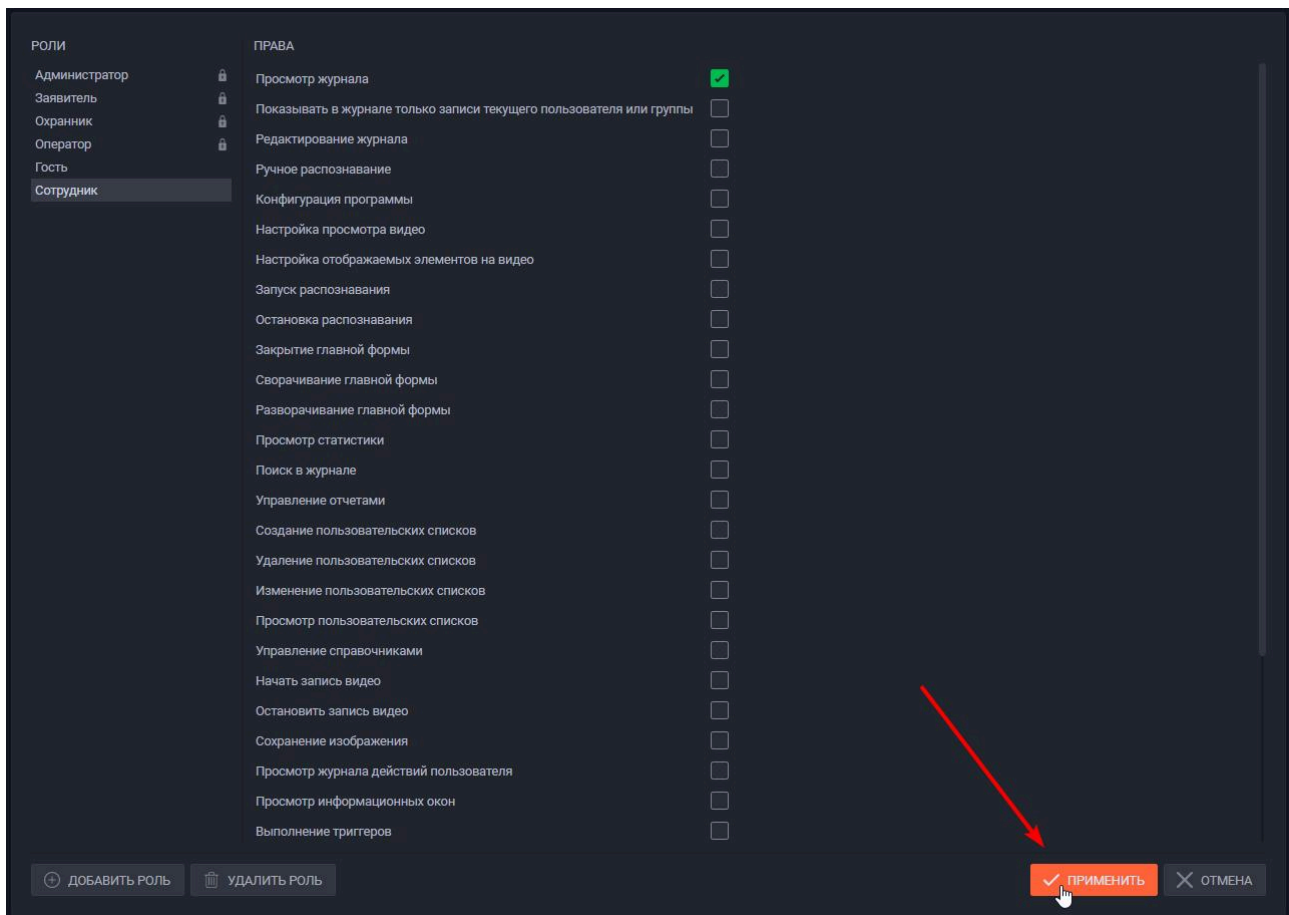 РОЛИ
Администратор
Заявитель
Охранник
Оператор
Гость
Сотрудник
ПРАВА
Просмотр журнала
Показывать в журнале только записи текущего пользователя или группы
Редактирование журнала
Ручное распознавание
Конфигурация программы
Настройка просмотра видео
Настройка отображаемых элементов на видео
Запуск распознавания
Остановка распознавания
Закрытие главной формы
Сворачивание главной формы
Разворачивание главной формы
Просмотр статистики
Поиск в журнале
Управление отчетами
Создание пользовательских списков
Удаление пользовательских списков
Изменение пользовательских списков
Просмотр пользовательских списков
Управление справочниками
Начать запись видео
Остановить запись видео
Сохранение изображения
Просмотр журнала действий пользователя
Просмотр информационных окон
Выполнение триггеров
ДОБАВИТЬ РОЛЬ
УДАЛИТЬ РОЛЬ
ПРИМЕНИТЬ
ОТМЕНА